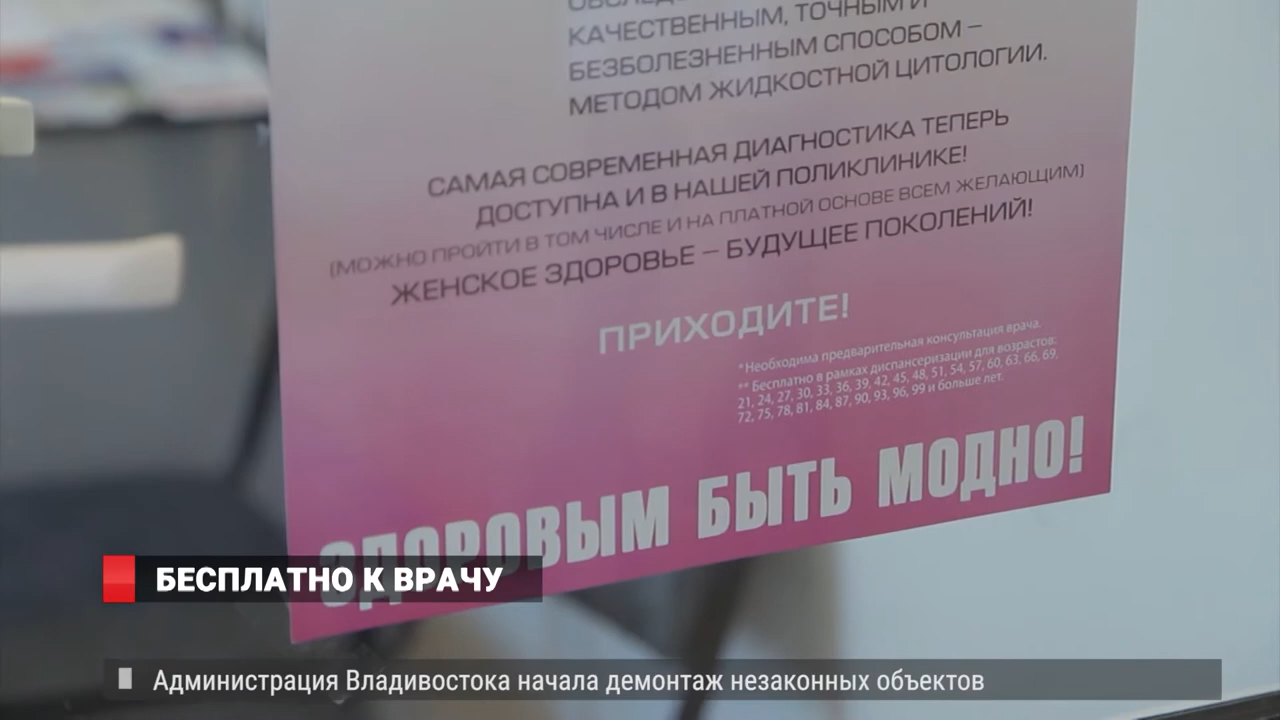 КАЧЕСТВЕННЫМ, ТОЧНЫМ И
БЕЗБОЛЕЗНЕННЫМ СПОСОБОМ –
МЕТОДОМ ЖИДКОСТНОЙ ЦИТОЛОГИИ.
САМАЯ СОВРЕМЕННАЯ ДИАГНОСТИКА ТЕПЕРЬ
ДОСТУПНА И В НАШЕЙ ПОЛИКЛИНИКЕ!
(МОЖНО ПРОЙТИ В ТОМ ЧИСЛЕ И НА ПЛАТНОЙ ОСНОВЕ ВСЕМ ЖЕЛАЮЩИМ)
ЖЕНСКОЕ ЗДОРОВЬЕ – БУДУЩЕЕ ПОКОЛЕНИЙ!
ПРИХОДИТЕ!
*Необходима предварительная консультация врача.
** Бесплатно в рамках диспансеризации для возрастов:
21, 24, 27, 30, 33, 36, 39, 42, 45, 48, 51, 54, 57, 60, 63, 66, 69,
72, 75, 78, 81, 84, 87, 90, 93, 96, 99 и больше лет.
ЗДОРОВЫМ БЫТЬ МОДНО!
БЕСПЛАТНО К ВРАЧУ
Администрация Владивостока начала демонтаж незаконных объектов